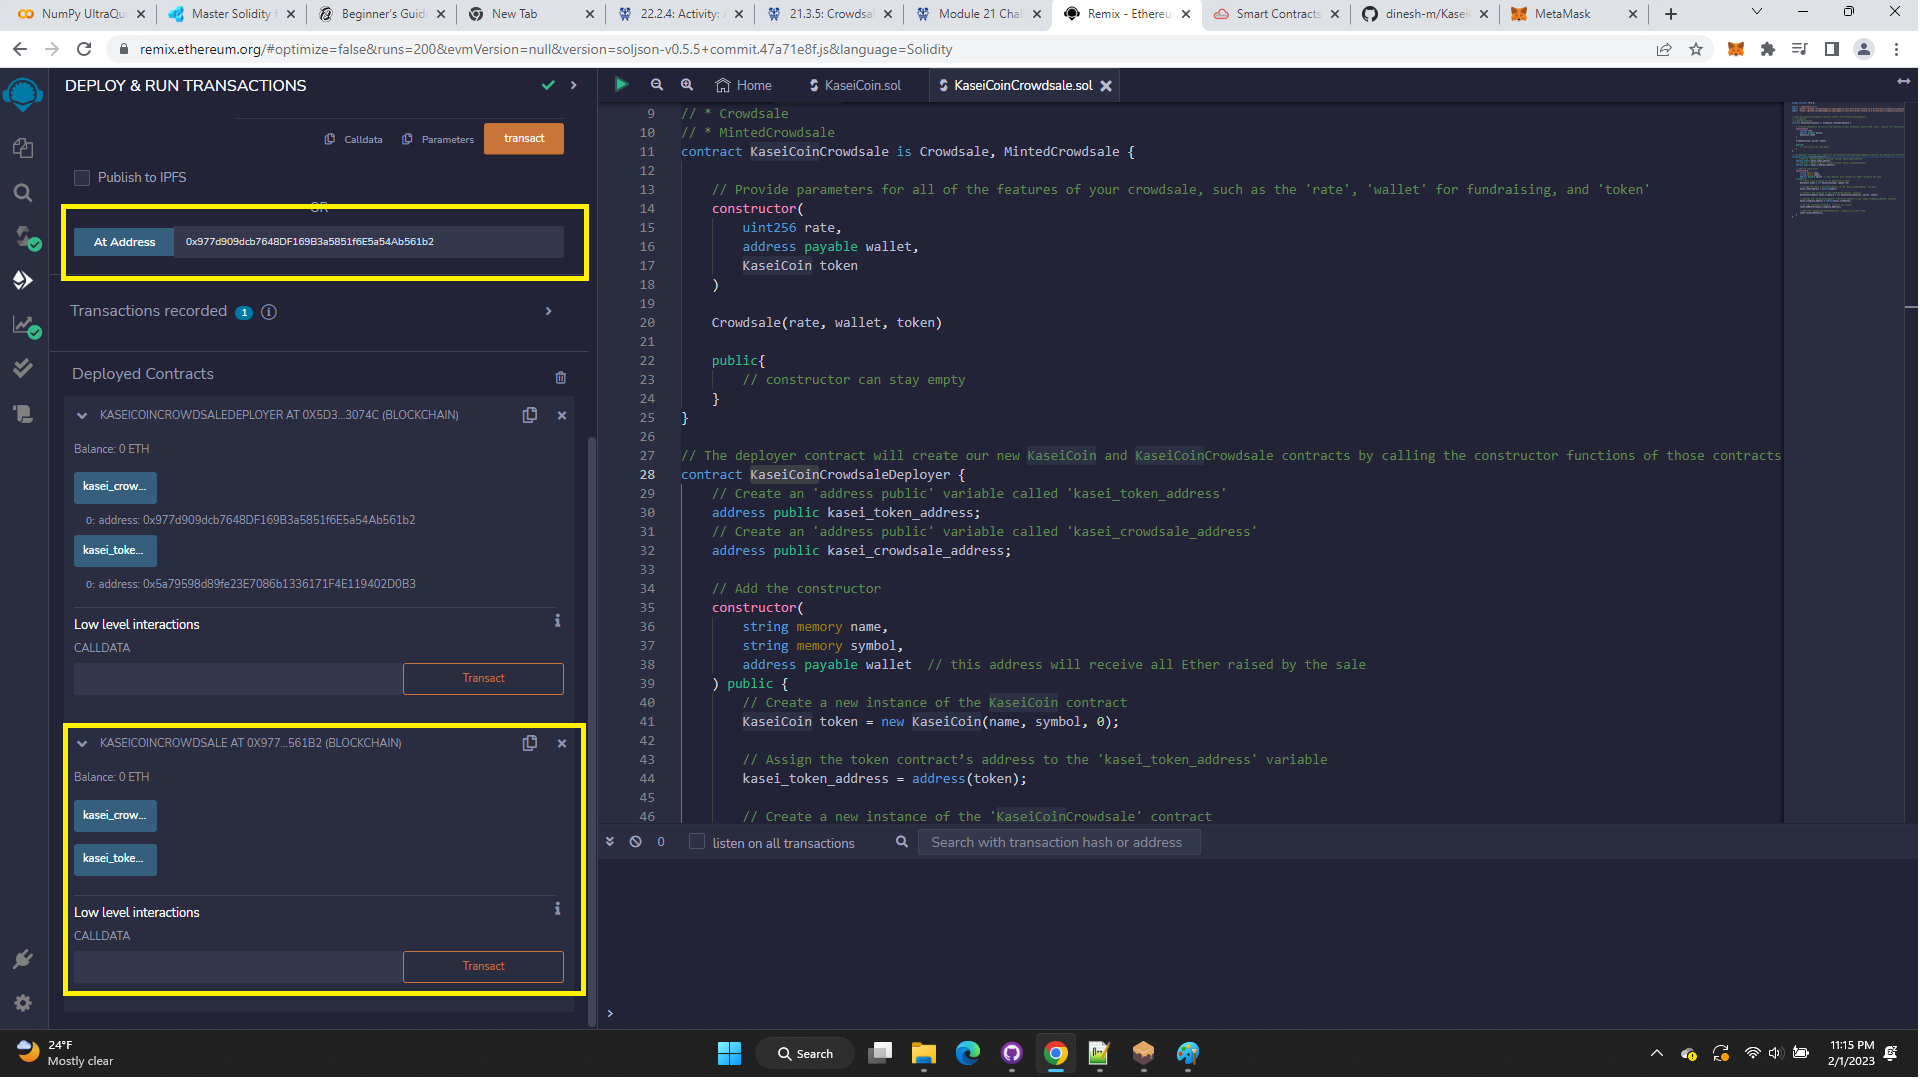 NumPy UltraQu
Master Solidity f
Beginner's Guid
New Tab
22.2.4: Activity: A
21.3.5: Crowdsal
Module 21 Chal
Remix - Ethereu
Smart Contracts
dinesh-m/Kasei
MetaMask
remix.ethereum.org/#optimize=false&runs=200&evmVersion=null&version=soljson-v0.5.5+commit.47a71e8f.js&language=Solidity
DEPLOY & RUN TRANSACTIONS
Calldata
Parameters
transact
Publish to IPFS
OR
At Address
0x977d909dcb7648DF169B3a5851f6E5a54Ab561b2
Transactions recorded 1 i
Deployed Contracts
KASEICOINCROWDSALEDEPLOYER AT 0X5D3...3074C (BLOCKCHAIN)
Balance: 0 ETH
kasei_crow...
0: address: 0x977d909dcb7648DF169B3a5851f6E5a54Ab561b2
kasei_toke...
0: address: 0x5a79598d89fe23E7086b1336171F4E119402D0B3
Low level interactions
i
CALLDATA
Transact
KASEICOINCROWDSALE AT 0X977...561B2 (BLOCKCHAIN)
Balance: 0 ETH
kasei_crow...
kasei_toke...
Low level interactions
i
CALLDATA
Transact
Home
KaseiCoin.sol
KaseiCoinCrowdsale.sol
9 // * Crowdsale
10 // * MintedCrowdsale
11 contract KaseiCoinCrowdsale is Crowdsale, MintedCrowdsale {
12
13 // Provide parameters for all of the features of your crowdsale, such as the 'rate', 'wallet' for fundraising, and 'token'
14 constructor(
15 uint256 rate,
16 address payable wallet,
17 KaseiCoin token
18 )
19
20 Crowdsale(rate, wallet, token)
21
22 public{
23 // constructor can stay empty
24 }
25 }
26
27 // The deployer contract will create our new KaseiCoin and KaseiCoinCrowdsale contracts by calling the constructor functions of those contracts
28 contract KaseiCoinCrowdsaleDeployer {
29 // Create an 'address public' variable called 'kasei_token_address'
30 address public kasei_token_address;
31 // Create an 'address public' variable called 'kasei_crowdsale_address'
32 address public kasei_crowdsale_address;
33
34 // Add the constructor
35 constructor(
36 string memory name,
37 string memory symbol,
38 address payable wallet // this address will receive all Ether raised by the sale
39 ) public {
40 // Create a new instance of the KaseiCoin contract
41 KaseiCoin token = new KaseiCoin(name, symbol, 0);
42
43 // Assign the token contract’s address to the 'kasei_token_address' variable
44 kasei_token_address = address(token);
45
46 // Create a new instance of the 'KaseiCoinCrowdsale' contract
0
listen on all transactions
Search with transaction hash or address
>
24°F
Mostly clear
Search
11:15 PM
2/1/2023